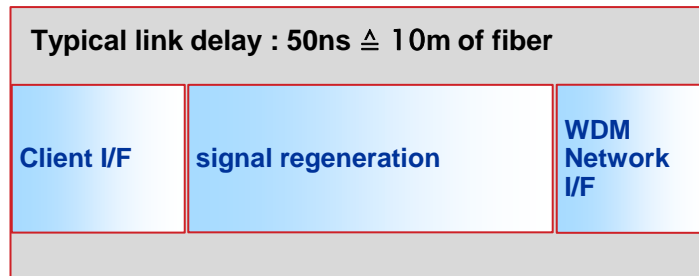 Typical link delay : 50ns ≙ 10m of fiber
Client I/F
signal regeneration
WDM
Network
I/F